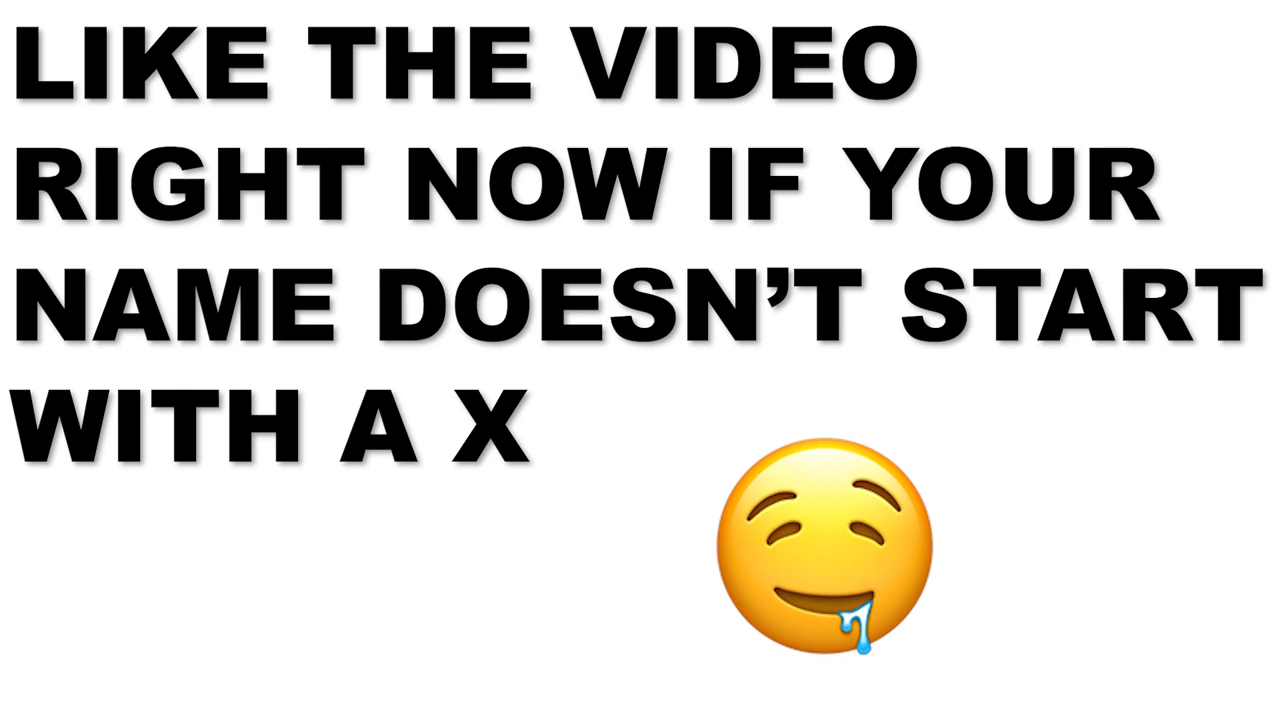 LIKE THE VIDEO
RIGHT NOW IF YOUR
NAME DOESN’T START
WITH A X